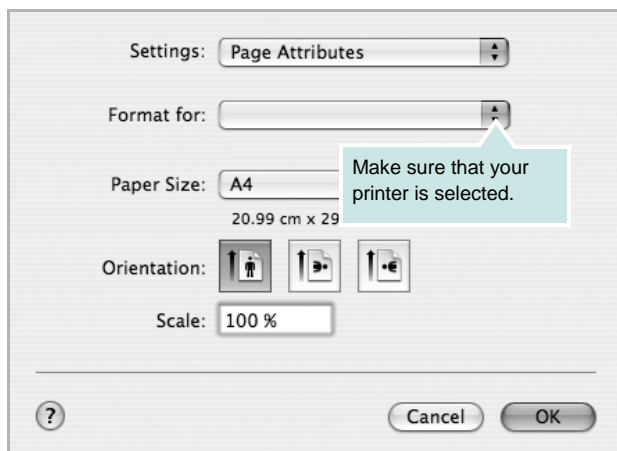 Settings: Page Attributes
Format for:
Make sure that your
printer is selected.
Paper Size: A4
20.99 cm x 29
Orientation:
Scale: 100 %
? Cancel OK